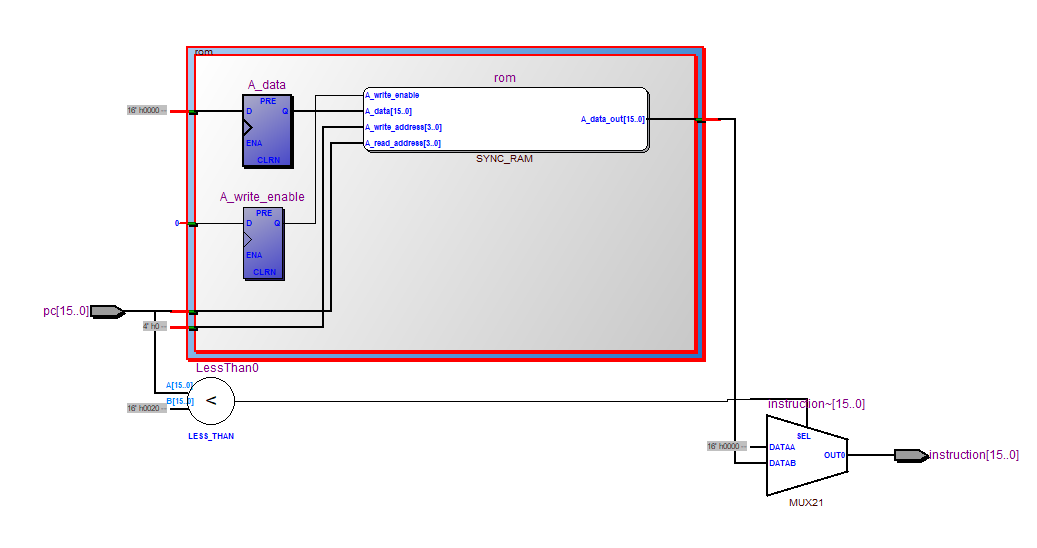 rom
A_data
PRE
D
Q
ENA
CLRN
16' h0000 --
rom
A_write_enable
A_data[15..0]
A_write_address[3..0]
A_read_address[3..0]
A_data_out[15..0]
SYNC_RAM
A_write_enable
PRE
D
Q
ENA
CLRN
0
pc[15..0]
4' h0 --
LessThan0
A[15..0]
B[15..0]
16' h0020 --
<
LESS_THAN
instruction~[15..0]
SEL
16' h0000 --
DATAA
DATAB
OUT0
MUX21
instruction[15..0]